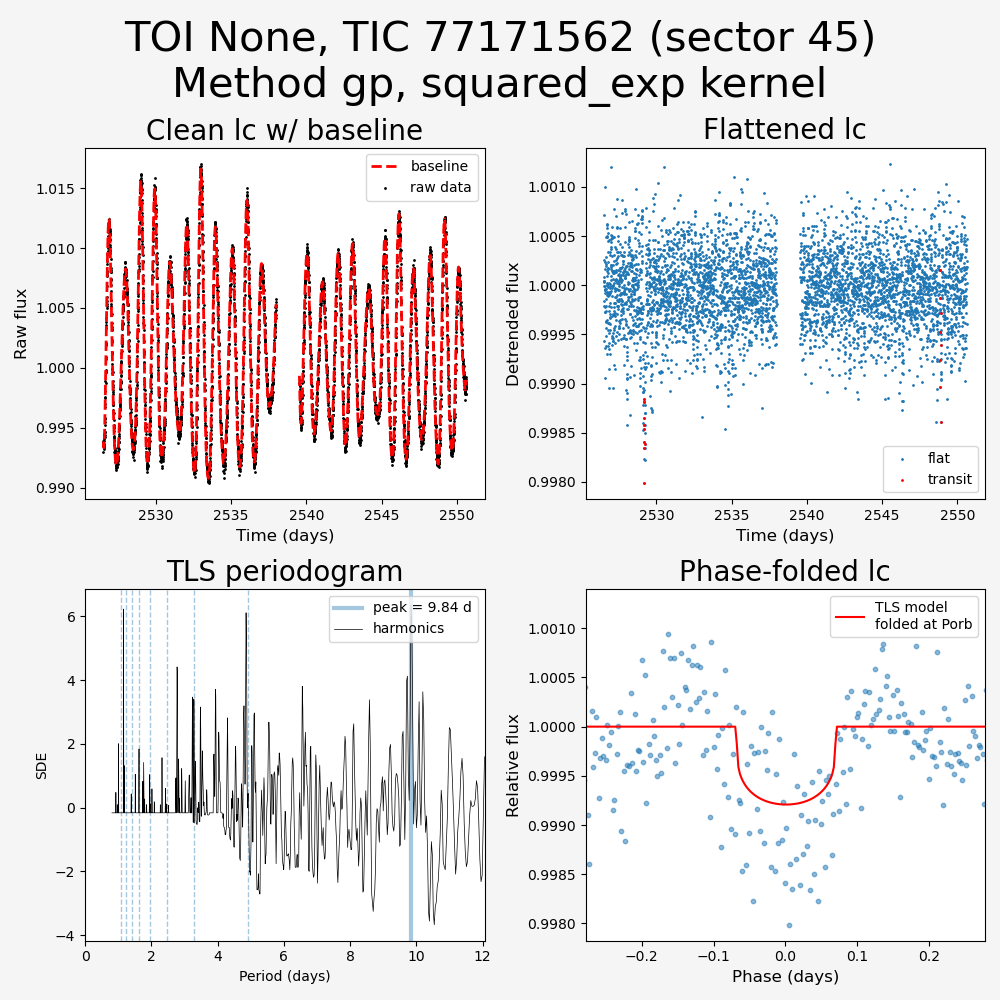 TOI None, TIC 77171562 (sector 45)
Method gp, squared_exp kernel
Clean lc w/ baseline
baseline
raw data
1.015
1.010
1.005
1.000
0.995
0.990
Raw flux
2530
2535
2540
2545
2550
Time (days)
Flattened lc
1.0010
1.0005
1.0000
0.9995
0.9990
0.9985
0.9980
Detrended flux
flat
transit
2530
2535
2540
2545
2550
Time (days)
TLS periodogram
peak = 9.84 d
harmonics
6
4
2
0
−2
−4
SDE
0
2
4
6
8
10
12
Period (days)
Phase-folded lc
TLS model
folded at Porb
1.0010
1.0005
1.0000
0.9995
0.9990
0.9985
0.9980
Relative flux
−0.2
−0.1
0.0
0.1
0.2
Phase (days)